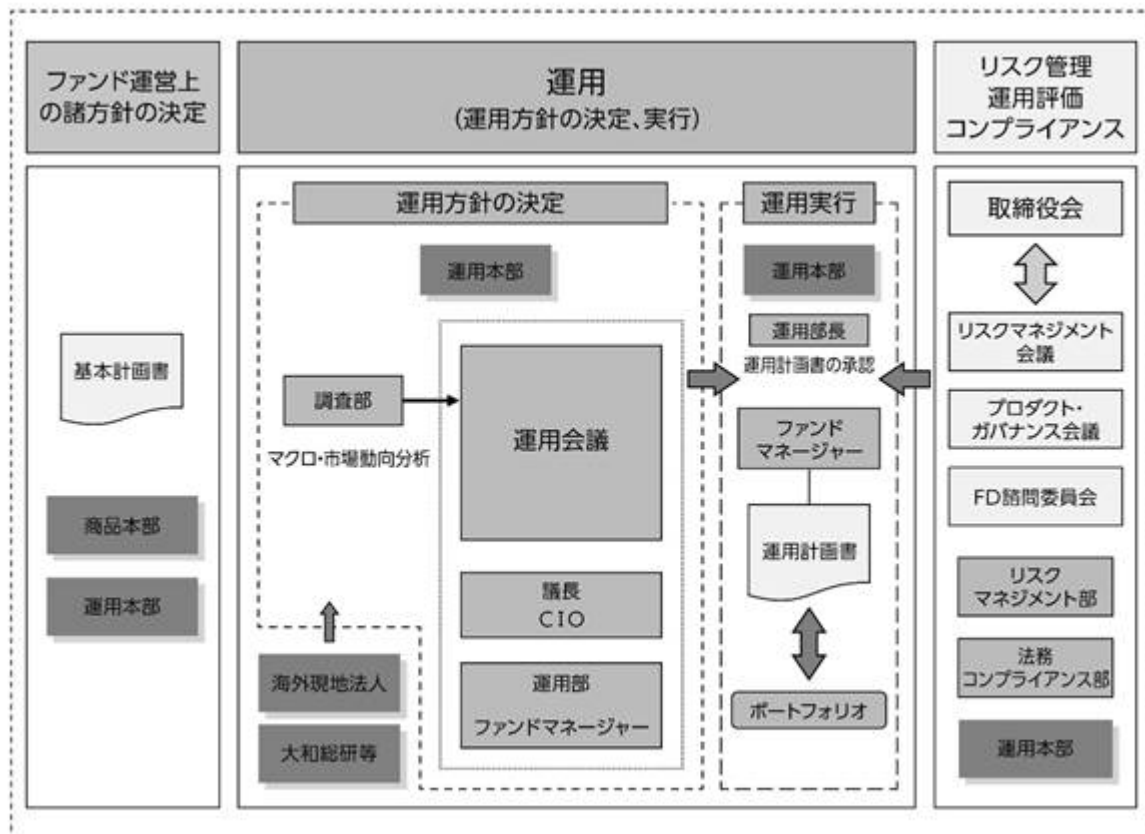 ファンド運営上
の諸方針の決定
運用
(運用方針の決定、実行)
リスク管理
運用評価
コンプライアンス
基本計画書
商品本部
運用本部
運用方針の決定
運用本部
調査部
マクロ・市場動向分析
運用会議
議長
CIO
運用部
ファンドマネージャー
海外現地法人
大和総研等
運用実行
運用本部
運用部長
運用計画書の承認
ファンド
マネージャー
運用計画書
ポートフォリオ
取締役会
リスクマネジメント
会議
プロダクト・
ガバナンス会議
FD諮問委員会
リスク
マネジメント部
法務
コンプライアンス部
運用本部